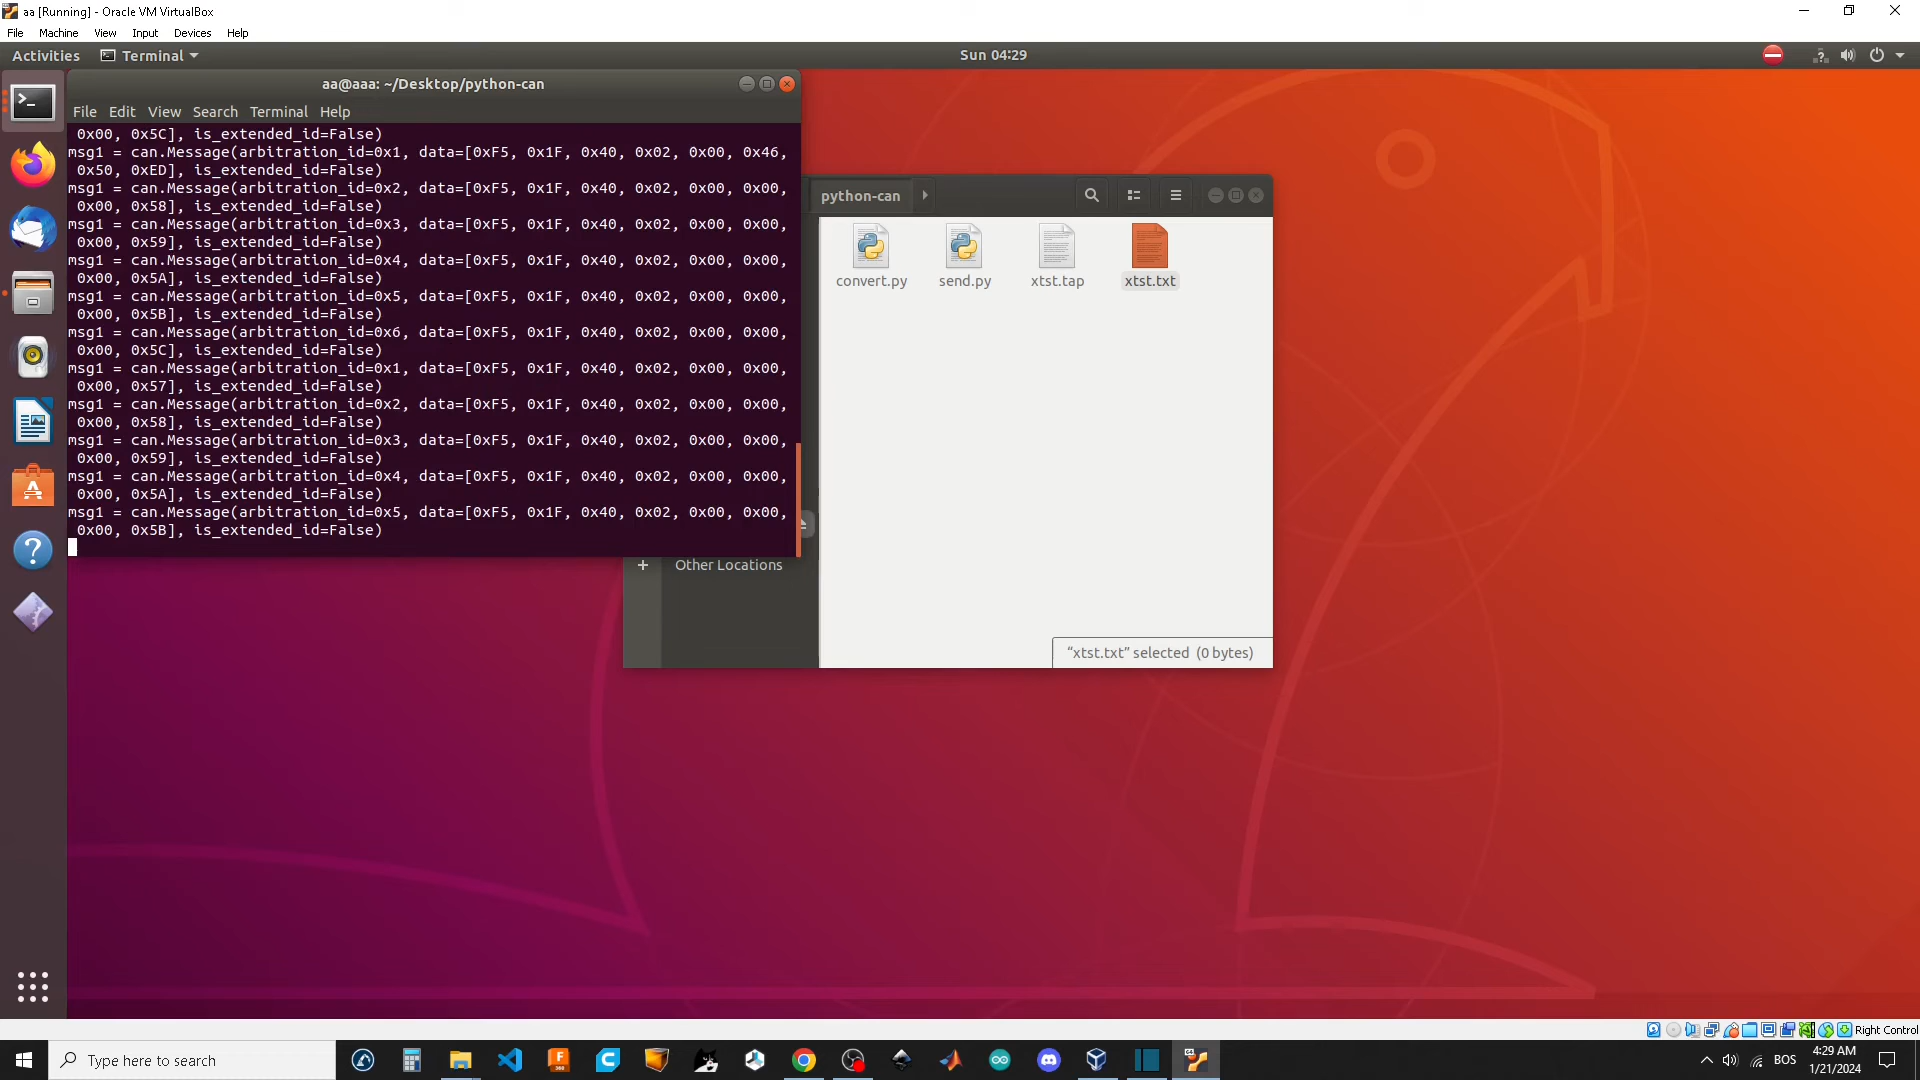 aa [Running] - Oracle VM VirtualBox
File Machine View Input Devices Help
Activities Terminal Sun 04:29
aa@aaa: ~/Desktop/python-can
File Edit View Search Terminal Help
0x00, 0x5C], is_extended_id=False)
msg1 = can.Message(arbitration_id=0x1, data=[0xF5, 0x1F, 0x40, 0x02, 0x00, 0x46,
0x50, 0xED], is_extended_id=False)
msg1 = can.Message(arbitration_id=0x2, data=[0xF5, 0x1F, 0x40, 0x02, 0x00, 0x00,
0x00, 0x58], is_extended_id=False)
msg1 = can.Message(arbitration_id=0x3, data=[0xF5, 0x1F, 0x40, 0x02, 0x00, 0x00,
0x00, 0x59], is_extended_id=False)
msg1 = can.Message(arbitration_id=0x4, data=[0xF5, 0x1F, 0x40, 0x02, 0x00, 0x00,
0x00, 0x5A], is_extended_id=False)
msg1 = can.Message(arbitration_id=0x5, data=[0xF5, 0x1F, 0x40, 0x02, 0x00, 0x00,
0x00, 0x5B], is_extended_id=False)
msg1 = can.Message(arbitration_id=0x6, data=[0xF5, 0x1F, 0x40, 0x02, 0x00, 0x00,
0x00, 0x5C], is_extended_id=False)
msg1 = can.Message(arbitration_id=0x1, data=[0xF5, 0x1F, 0x40, 0x02, 0x00, 0x00,
0x00, 0x57], is_extended_id=False)
msg1 = can.Message(arbitration_id=0x2, data=[0xF5, 0x1F, 0x40, 0x02, 0x00, 0x00,
0x00, 0x58], is_extended_id=False)
msg1 = can.Message(arbitration_id=0x3, data=[0xF5, 0x1F, 0x40, 0x02, 0x00, 0x00,
0x00, 0x59], is_extended_id=False)
msg1 = can.Message(arbitration_id=0x4, data=[0xF5, 0x1F, 0x40, 0x02, 0x00, 0x00,
0x00, 0x5A], is_extended_id=False)
msg1 = can.Message(arbitration_id=0x5, data=[0xF5, 0x1F, 0x40, 0x02, 0x00, 0x00,
0x00, 0x5B], is_extended_id=False)
python-can
convert.py send.py xtst.tap xtst.txt
+ Other Locations
“xtst.txt” selected (0 bytes)
Right Control
Type here to search
BOS
4:29 AM
1/21/2024